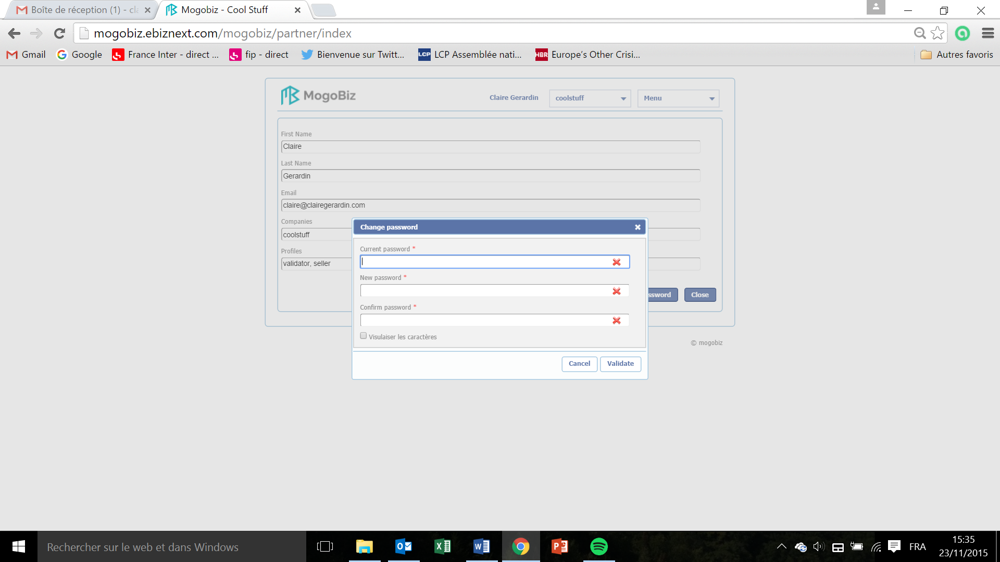 Boîte de réception (1) - cla
Mogobiz - Cool Stuff
mogobiz.ebiznext.com/mogobiz/partner/index
Gmail
Google
France Inter - direct ...
fip - direct
Bienvenue sur Twitt...
LCP
LCP Assemblée nati...
HBR
Europe's Other Crisi...
Autres favoris
MogoBiz
Claire Gerardin
coolstuff
Menu
First Name
Claire
Last Name
Gerardin
Email
claire@clairegerardin.com
Companies
coolstuff
Profiles
validator, seller
Change password
Current password *
New password *
Confirm password *
Visulaiser les caractères
Cancel
Validate
ssword
Close
© mogobiz
Rechercher sur le web et dans Windows
FRA
15:35
23/11/2015